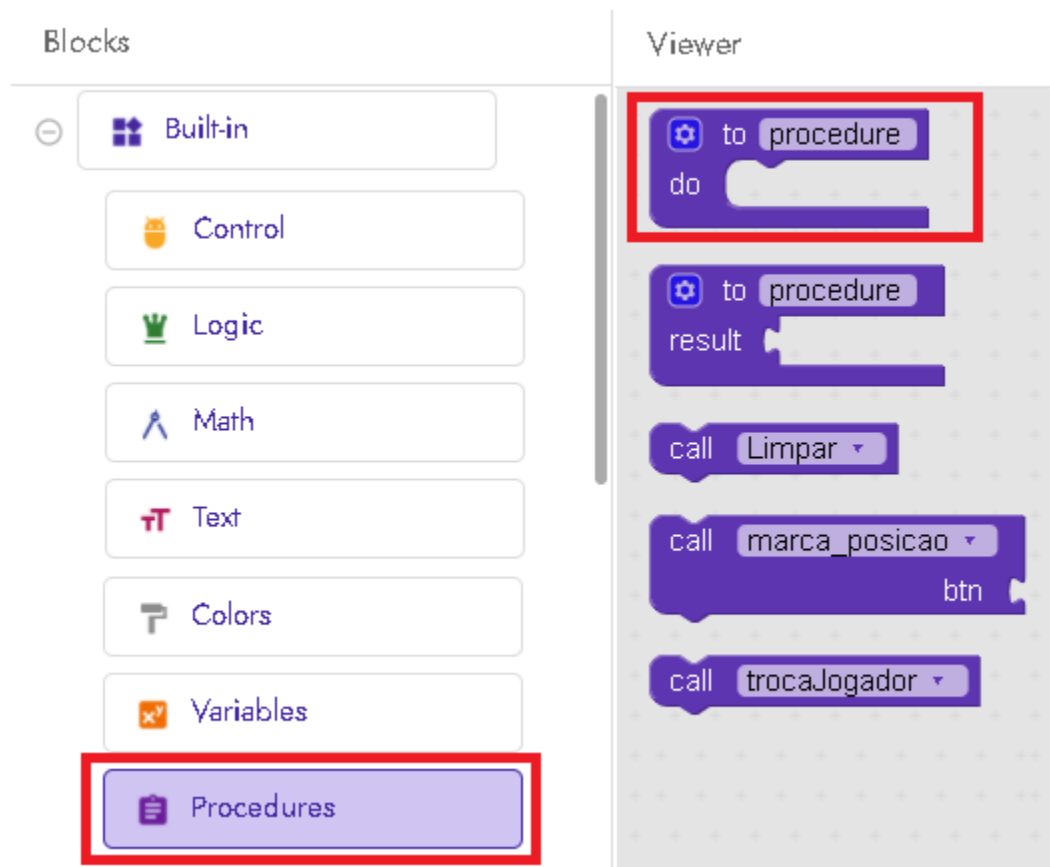 Blocks
Built-in
Control
Logic
Math
Text
Colors
Variables
Procedures
Viewer
to procedure
do
to procedure
result
call Limpar
call marca_posicao
btn
call trocaJogador